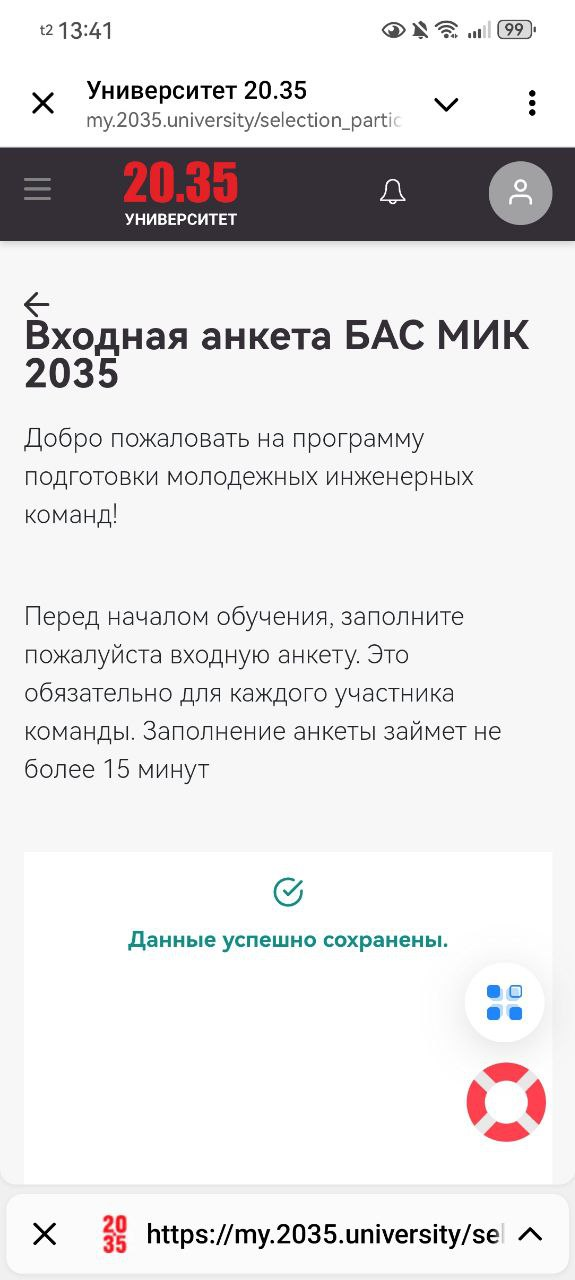 t2 13:41
99
Университет 20.35
my.2035.university/selection_partic
20.35
УНИВЕРСИТЕТ
Входная анкета БАС МИК
2035
Добро пожаловать на программу
подготовки молодежных инженерных
команд!
Перед началом обучения, заполните
пожалуйста входную анкету. Это
обязательно для каждого участника
команды. Заполнение анкеты займет не
более 15 минут
Данные успешно сохранены.
20
35
https://my.2035.university/sel